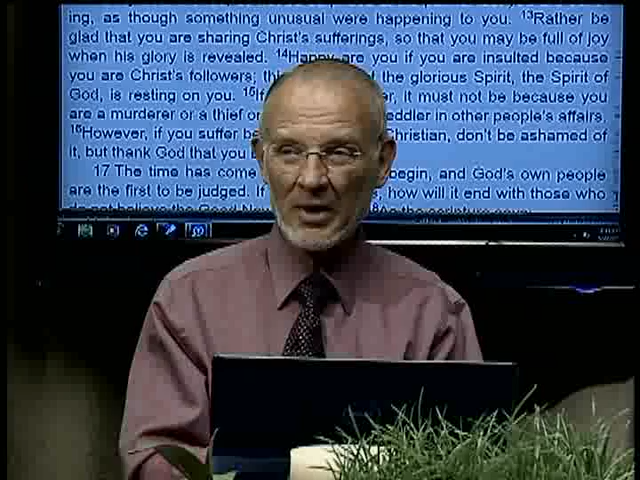 ing, as though something unusual were happening to you. 13Rather be
glad that you are sharing Christ's sufferings, so that you may be full of joy
when his glory is revealed. 14Happy are you if you are insulted because
you are Christ's followers; the glorious Spirit, the Spirit of
God, is resting on you. 15If it must not be because you
are a murderer or a thief or in other people's affairs.
16However, if you suffer Christian, don't be ashamed of
it, but thank God that you
17 The time has come begin, and God's own people
are the first to be judged. If how will it end with those who